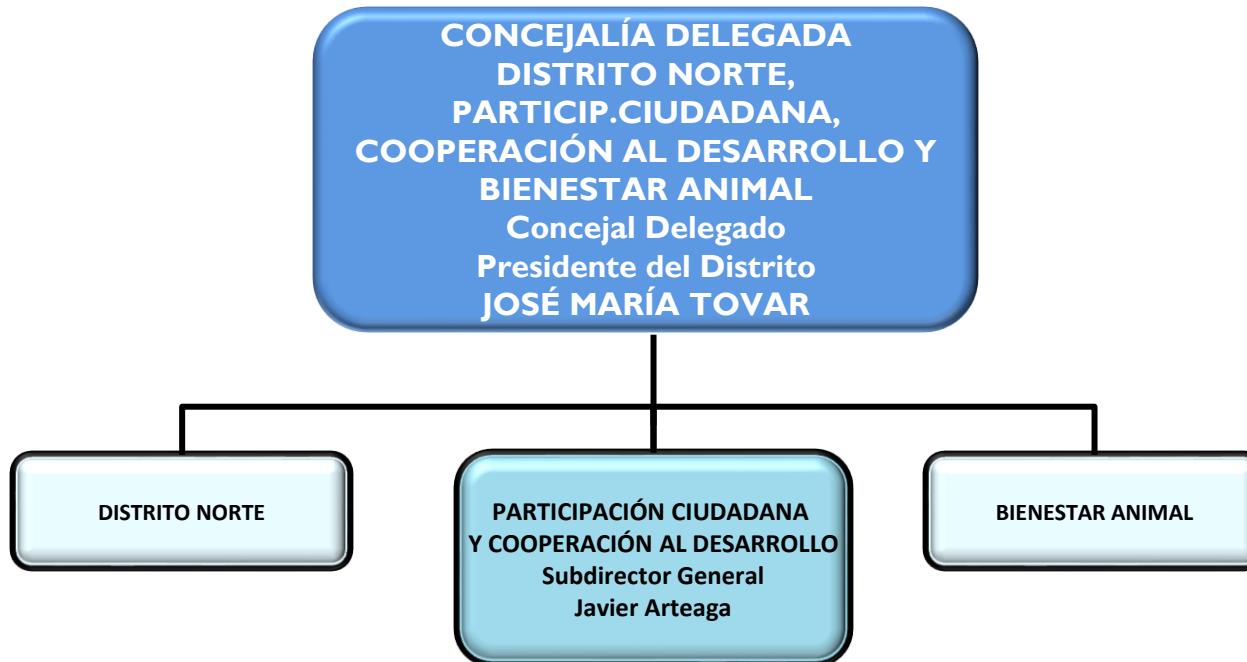 CONCEJALÍA DELEGADA
DISTRITO NORTE,
PARTICIP.CIUDADANA,
COOPERACIÓN AL DESARROLLO Y
BIENESTAR ANIMAL
Concejal Delegado
Presidente del Distrito
JOSÉ MARÍA TOVAR
DISTRITO NORTE
PARTICIPACIÓN CIUDADANA
Y COOPERACIÓN AL DESARROLLO
Subdirector General
Javier Arteaga
BIENESTAR ANIMAL